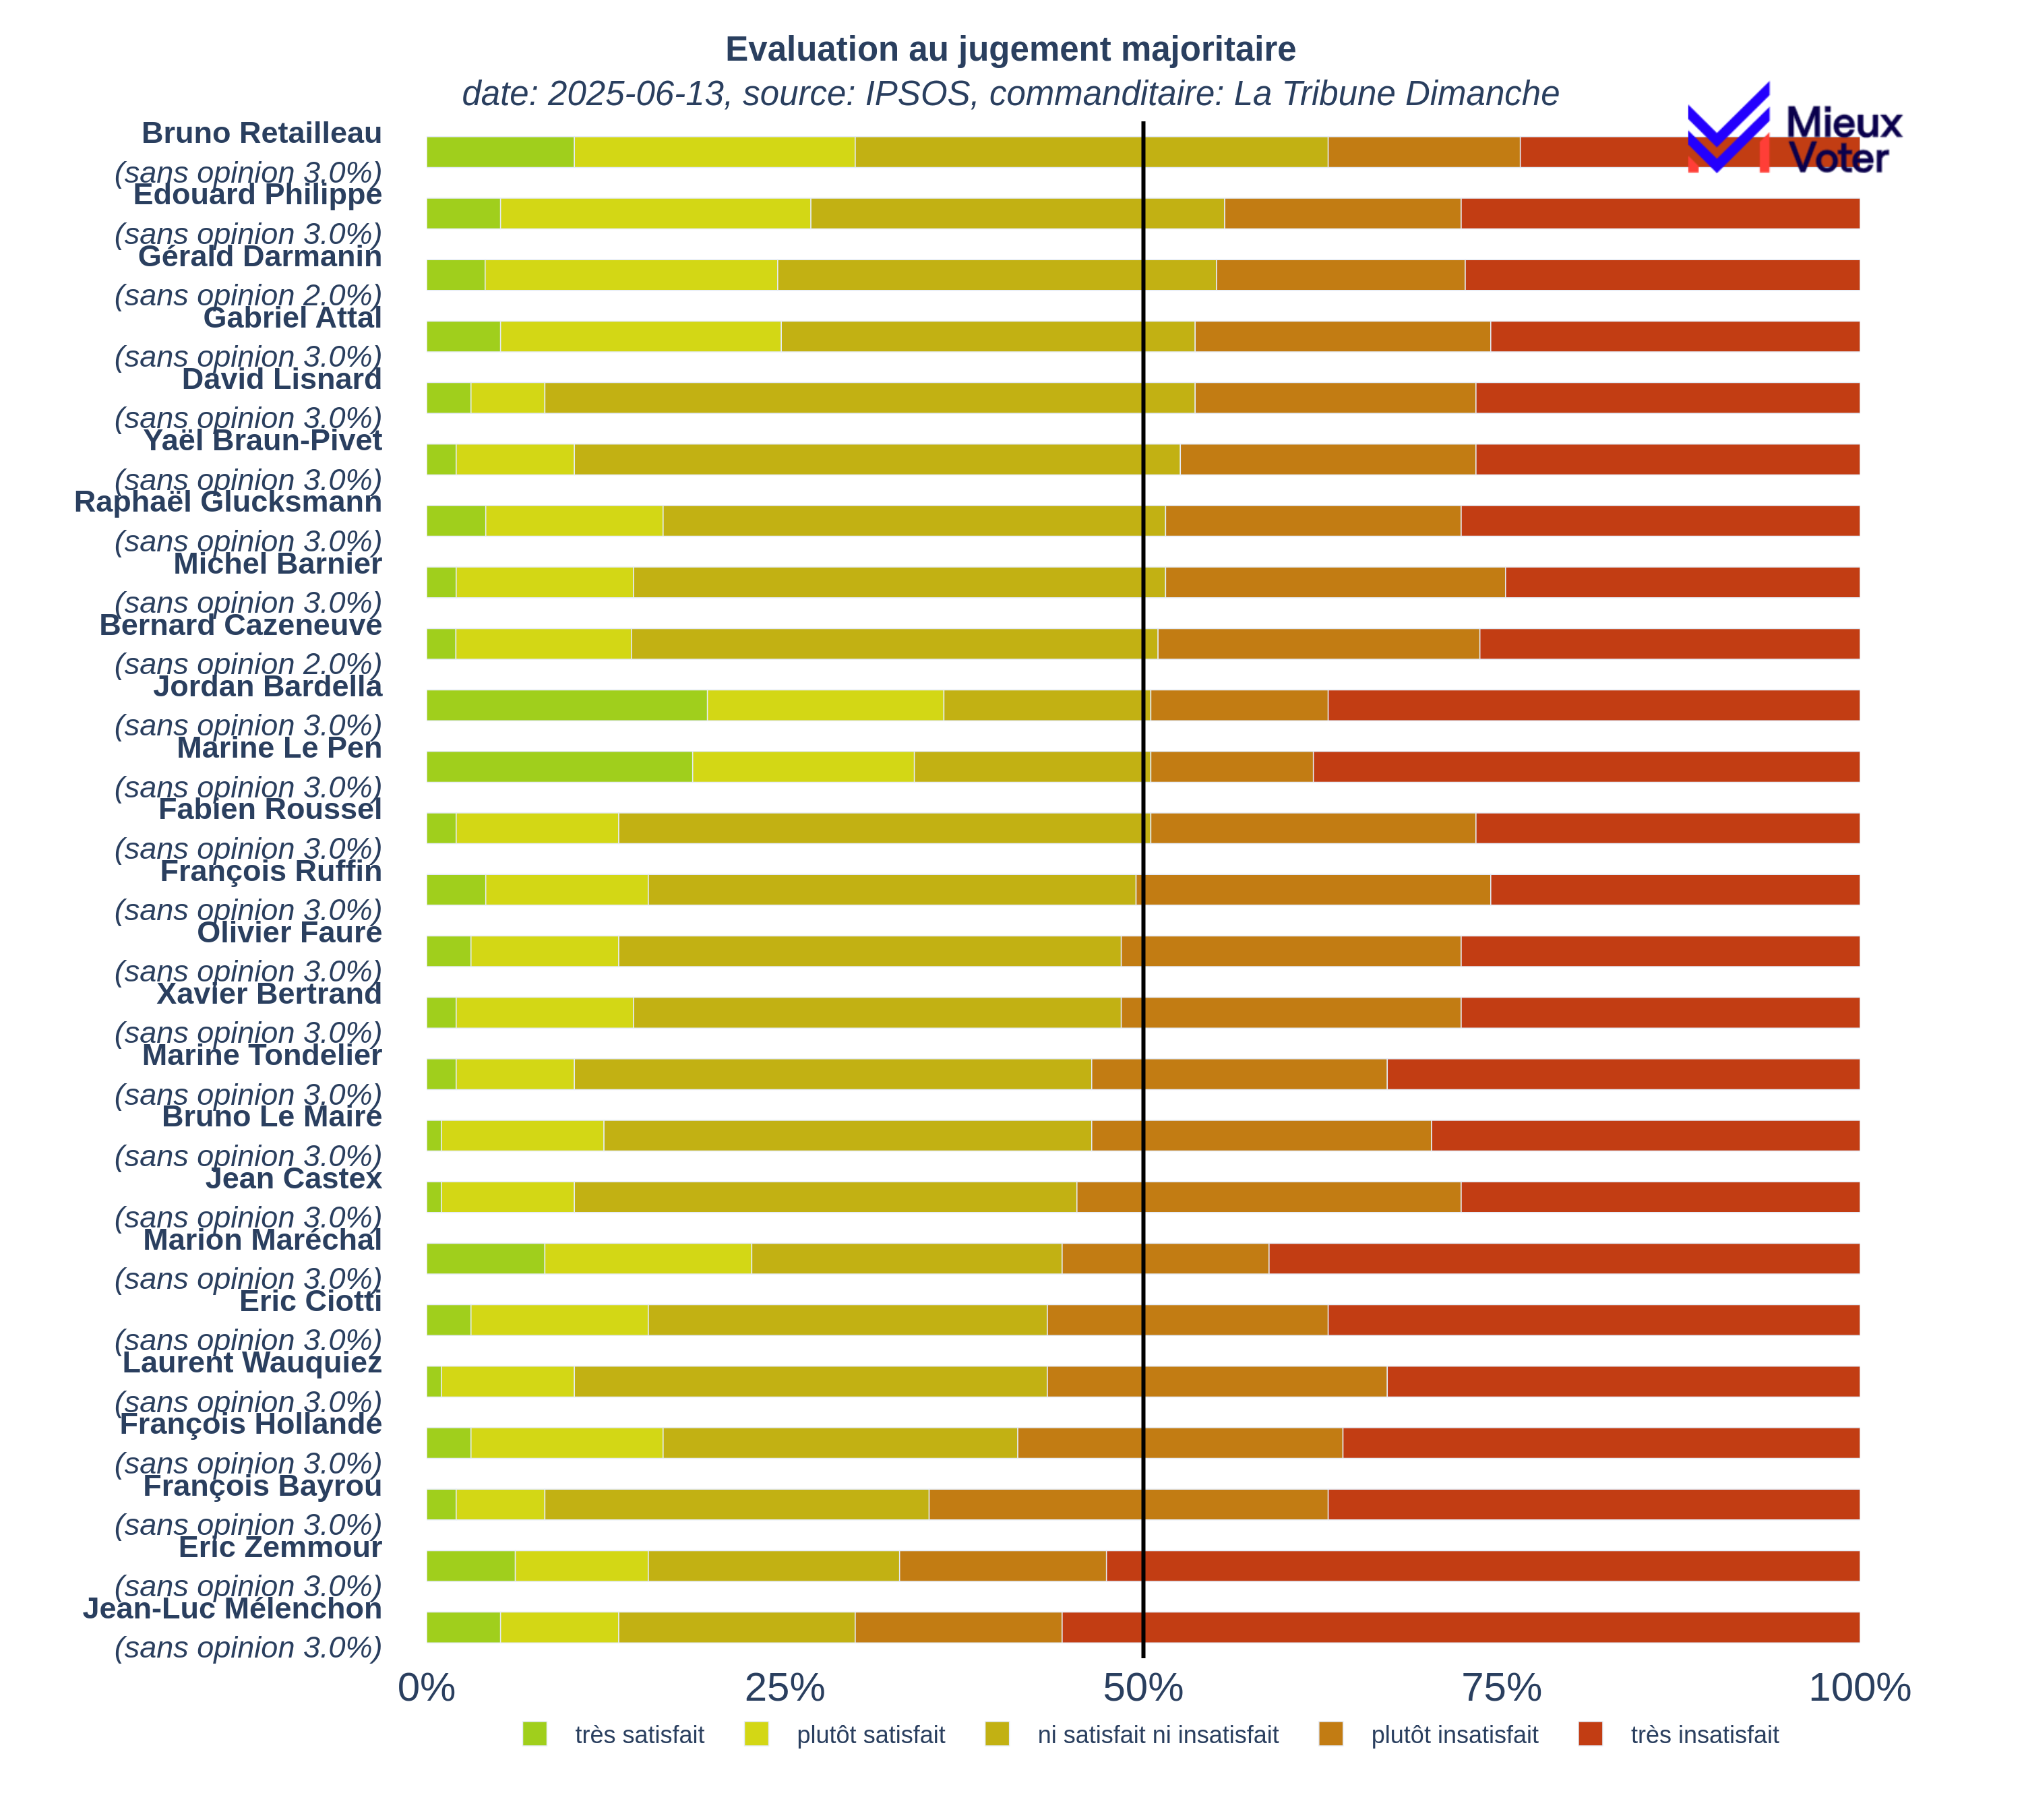 Evaluation au jugement majoritaire
date: 2025-06-13, source: IPSOS, commanditaire: La Tribune Dimanche
Mieux
Voter
Bruno Retailleau
(sans opinion 3.0%)
Edouard Philippe
(sans opinion 3.0%)
Gérald Darmanin
(sans opinion 2.0%)
Gabriel Attal
(sans opinion 3.0%)
David Lisnard
(sans opinion 3.0%)
Yaël Braun-Pivet
(sans opinion 3.0%)
Raphaël Glucksmann
(sans opinion 3.0%)
Michel Barnier
(sans opinion 3.0%)
Bernard Cazeneuve
(sans opinion 2.0%)
Jordan Bardella
(sans opinion 3.0%)
Marine Le Pen
(sans opinion 3.0%)
Fabien Roussel
(sans opinion 3.0%)
François Ruffin
(sans opinion 3.0%)
Olivier Faure
(sans opinion 3.0%)
Xavier Bertrand
(sans opinion 3.0%)
Marine Tondelier
(sans opinion 3.0%)
Bruno Le Maire
(sans opinion 3.0%)
Jean Castex
(sans opinion 3.0%)
Marion Maréchal
(sans opinion 3.0%)
Eric Ciotti
(sans opinion 3.0%)
Laurent Wauquiez
(sans opinion 3.0%)
François Hollande
(sans opinion 3.0%)
François Bayrou
(sans opinion 3.0%)
Eric Zemmour
(sans opinion 3.0%)
Jean-Luc Mélenchon
(sans opinion 3.0%)
0% 25% 50% 75% 100%
très satisfait plutôt satisfait ni satisfait ni insatisfait plutôt insatisfait très insatisfait